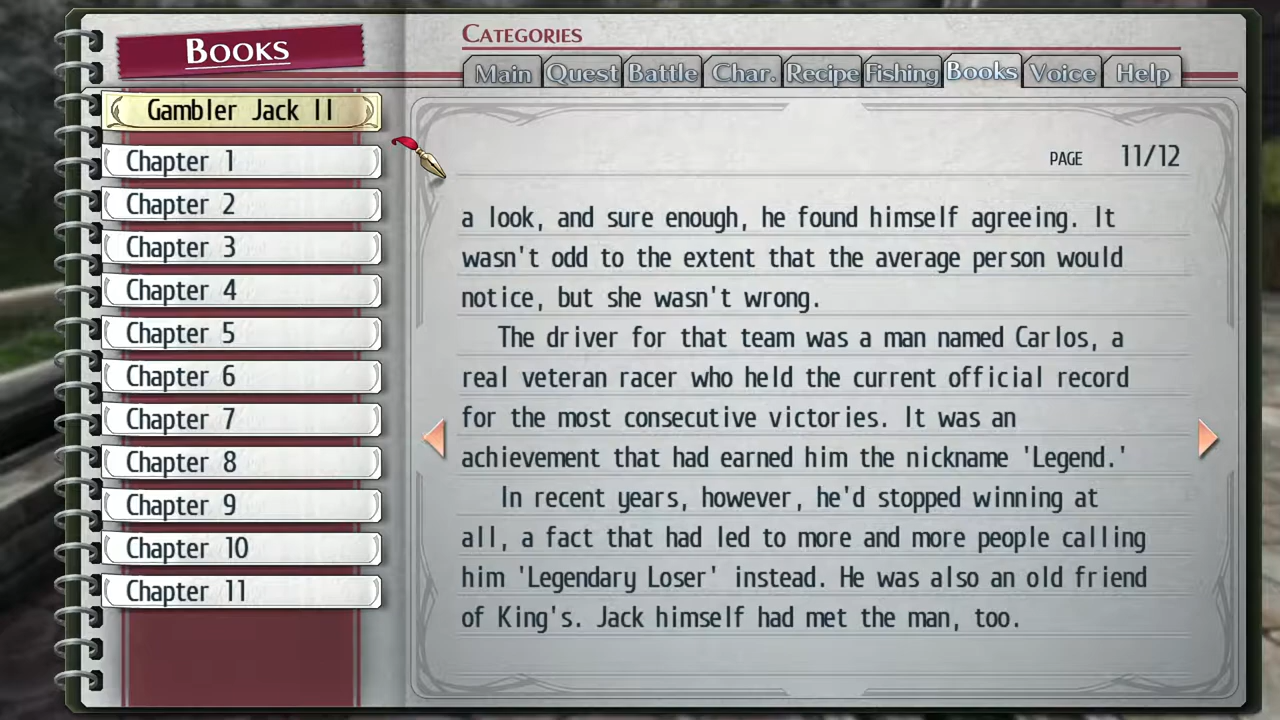 BOOKS
CATEGORIES
Main Quest Battle Char. Recipe Fishing Books Voice Help
Gambler Jack II
Chapter 1
Chapter 2
Chapter 3
Chapter 4
Chapter 5
Chapter 6
Chapter 7
Chapter 8
Chapter 9
Chapter 10
Chapter 11
PAGE 11/12
a look, and sure enough, he found himself agreeing. It
wasn't odd to the extent that the average person would
notice, but she wasn't wrong.
The driver for that team was a man named Carlos, a
real veteran racer who held the current official record
for the most consecutive victories. It was an
achievement that had earned him the nickname 'Legend.'
In recent years, however, he'd stopped winning at
all, a fact that had led to more and more people calling
him 'Legendary Loser' instead. He was also an old friend
of King's. Jack himself had met the man, too.